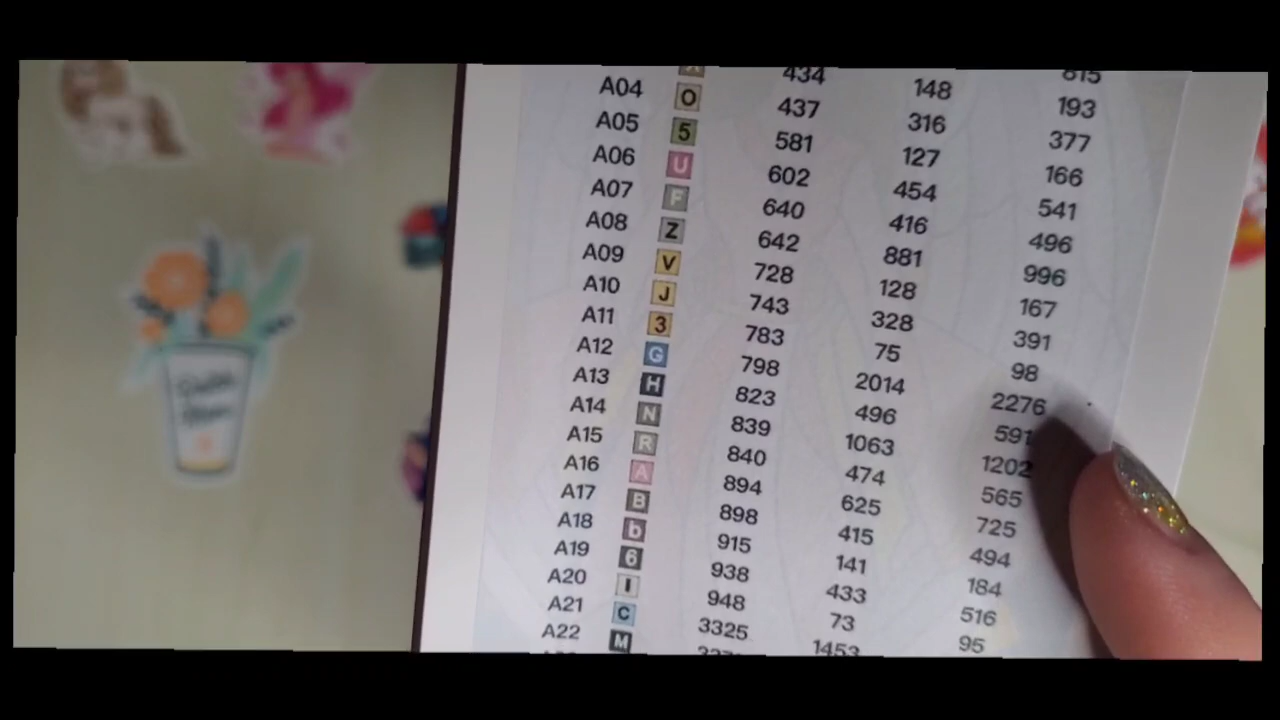 815
434 148 193
A04 O 437 316 377
A05 5 581 127 166
A06 U 602 454 541
A07 F 640 416 496
A08 Z 642 881 996
A09 V 728 128 167
A10 J 743 328 391
A11 3 783 75 98
A12 G 798 2014 2276
A13 H 823 496 591
A14 N 839 1063 1202
A15 R 840 474 565
A16 A 894 625 725
A17 B 898 415 494
A18 b 915 141 184
A19 6 938 433 516
A20 I 948 73 95
A21 C 3325 1453
A22 M